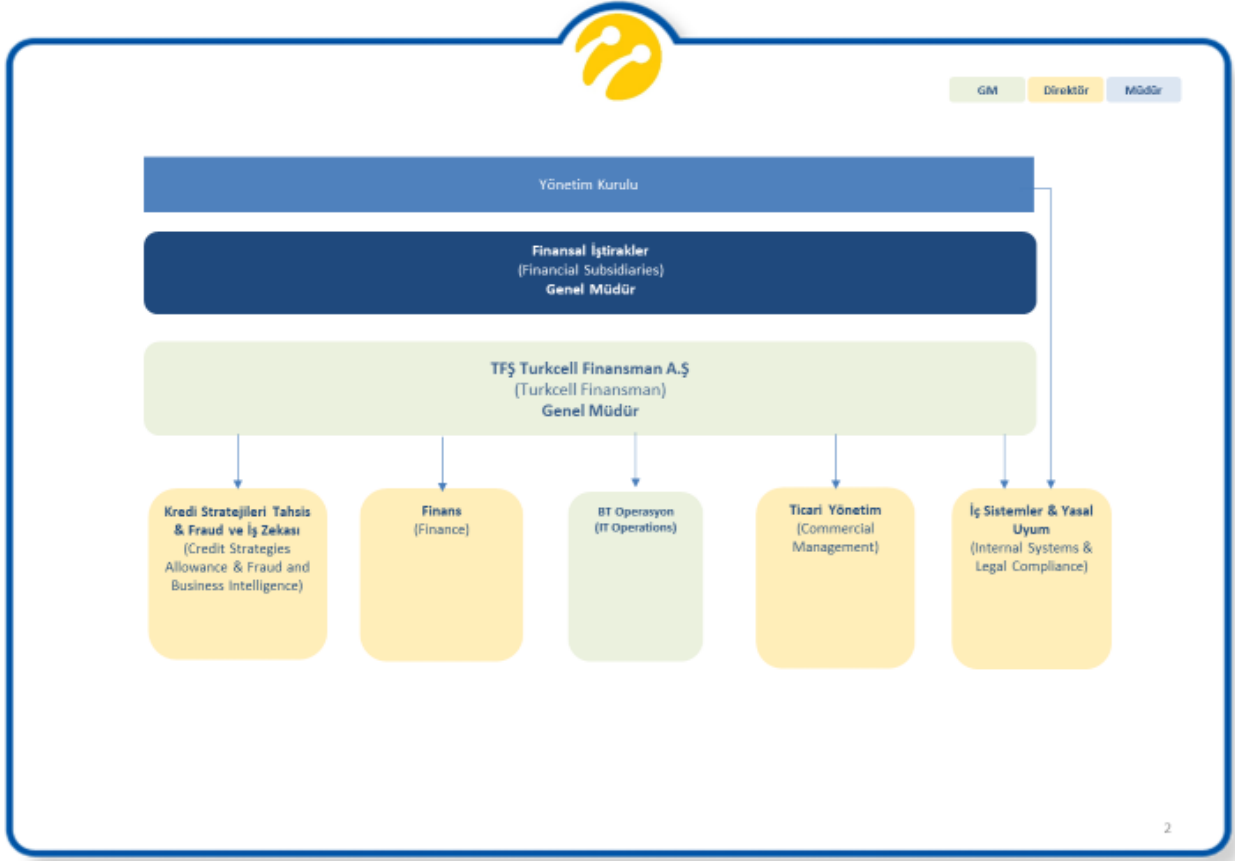 GM
Direktör
Müdür
Yönetim Kurulu
Finansal İştirakler
(Financial Subsidiaries)
Genel Müdür
TFŞ Turkcell Finansman A.Ş
(Turkcell Finansman)
Genel Müdür
Kredi Stratejileri Tahsis
& Fraud ve İş Zekası
(Credit Strategies
Allowance & Fraud and
Business Intelligence)
Finans
(Finance)
BT Operasyon
(IT Operations)
Ticari Yönetim
(Commercial
Management)
İç Sistemler & Yasal
Uyum
(Internal Systems &
Legal Compliance)
2